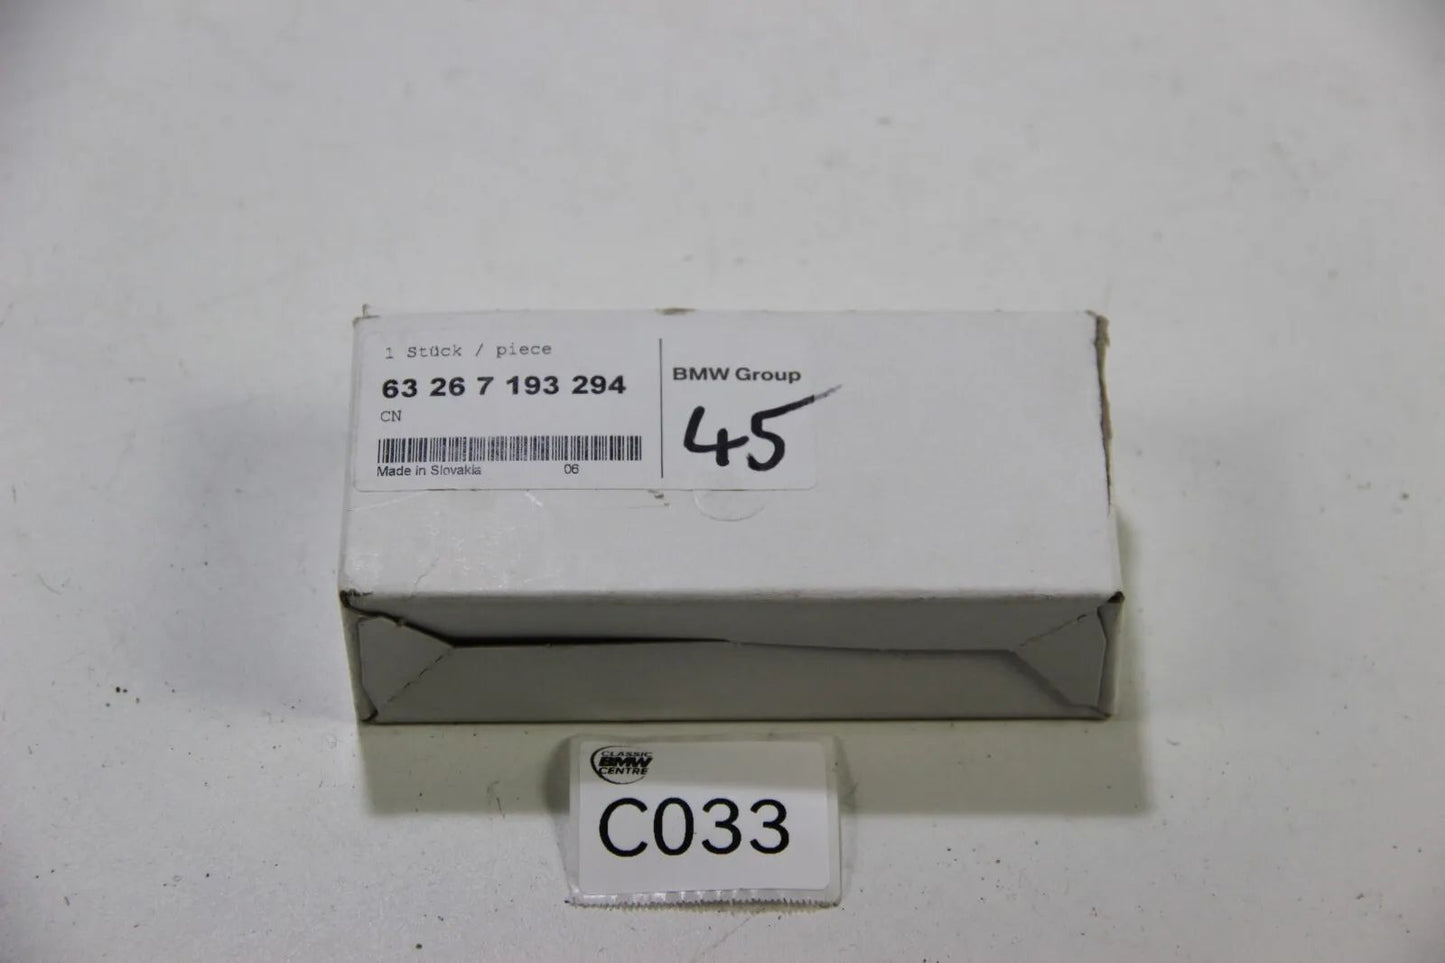 1 Stück / piece
63 26 7 193 294
CN
Made in Slovakia 06
BMW Group
45
CLASSIC
BMW
CENTRE
C033